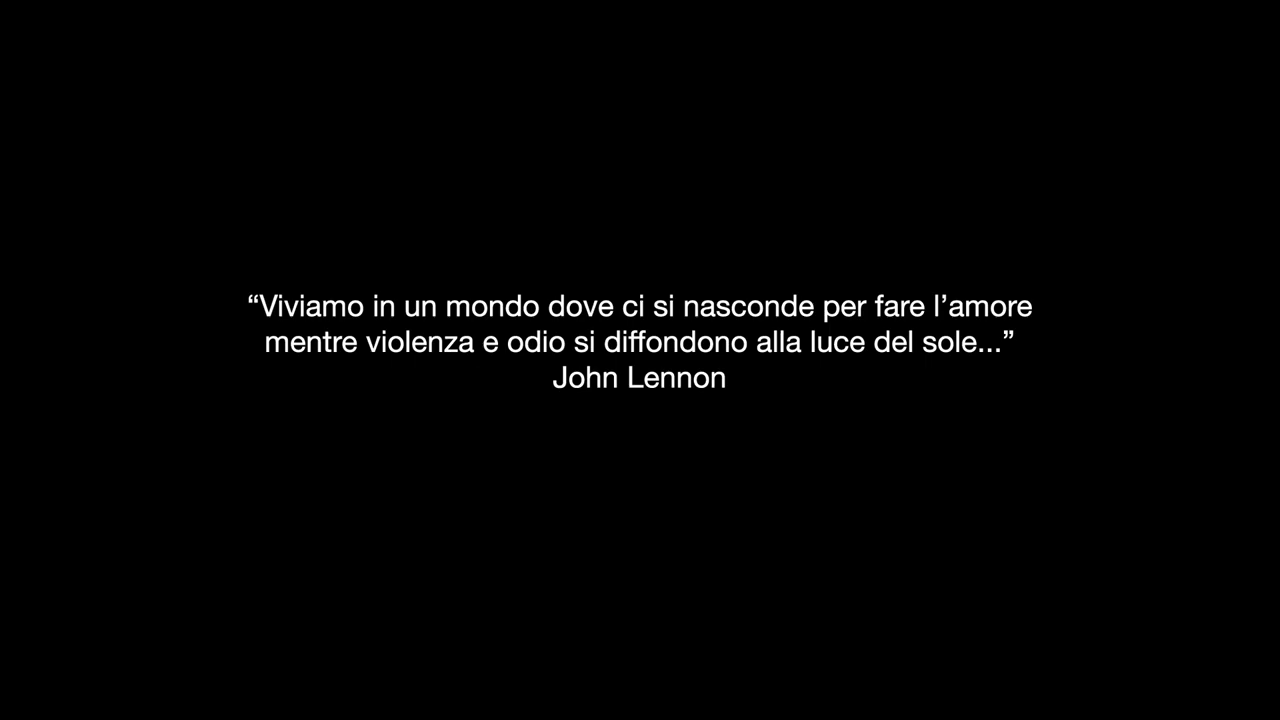 “Viviamo in un mondo dove ci si nasconde per fare l’amore
mentre violenza e odio si diffondono alla luce del sole...”
John Lennon